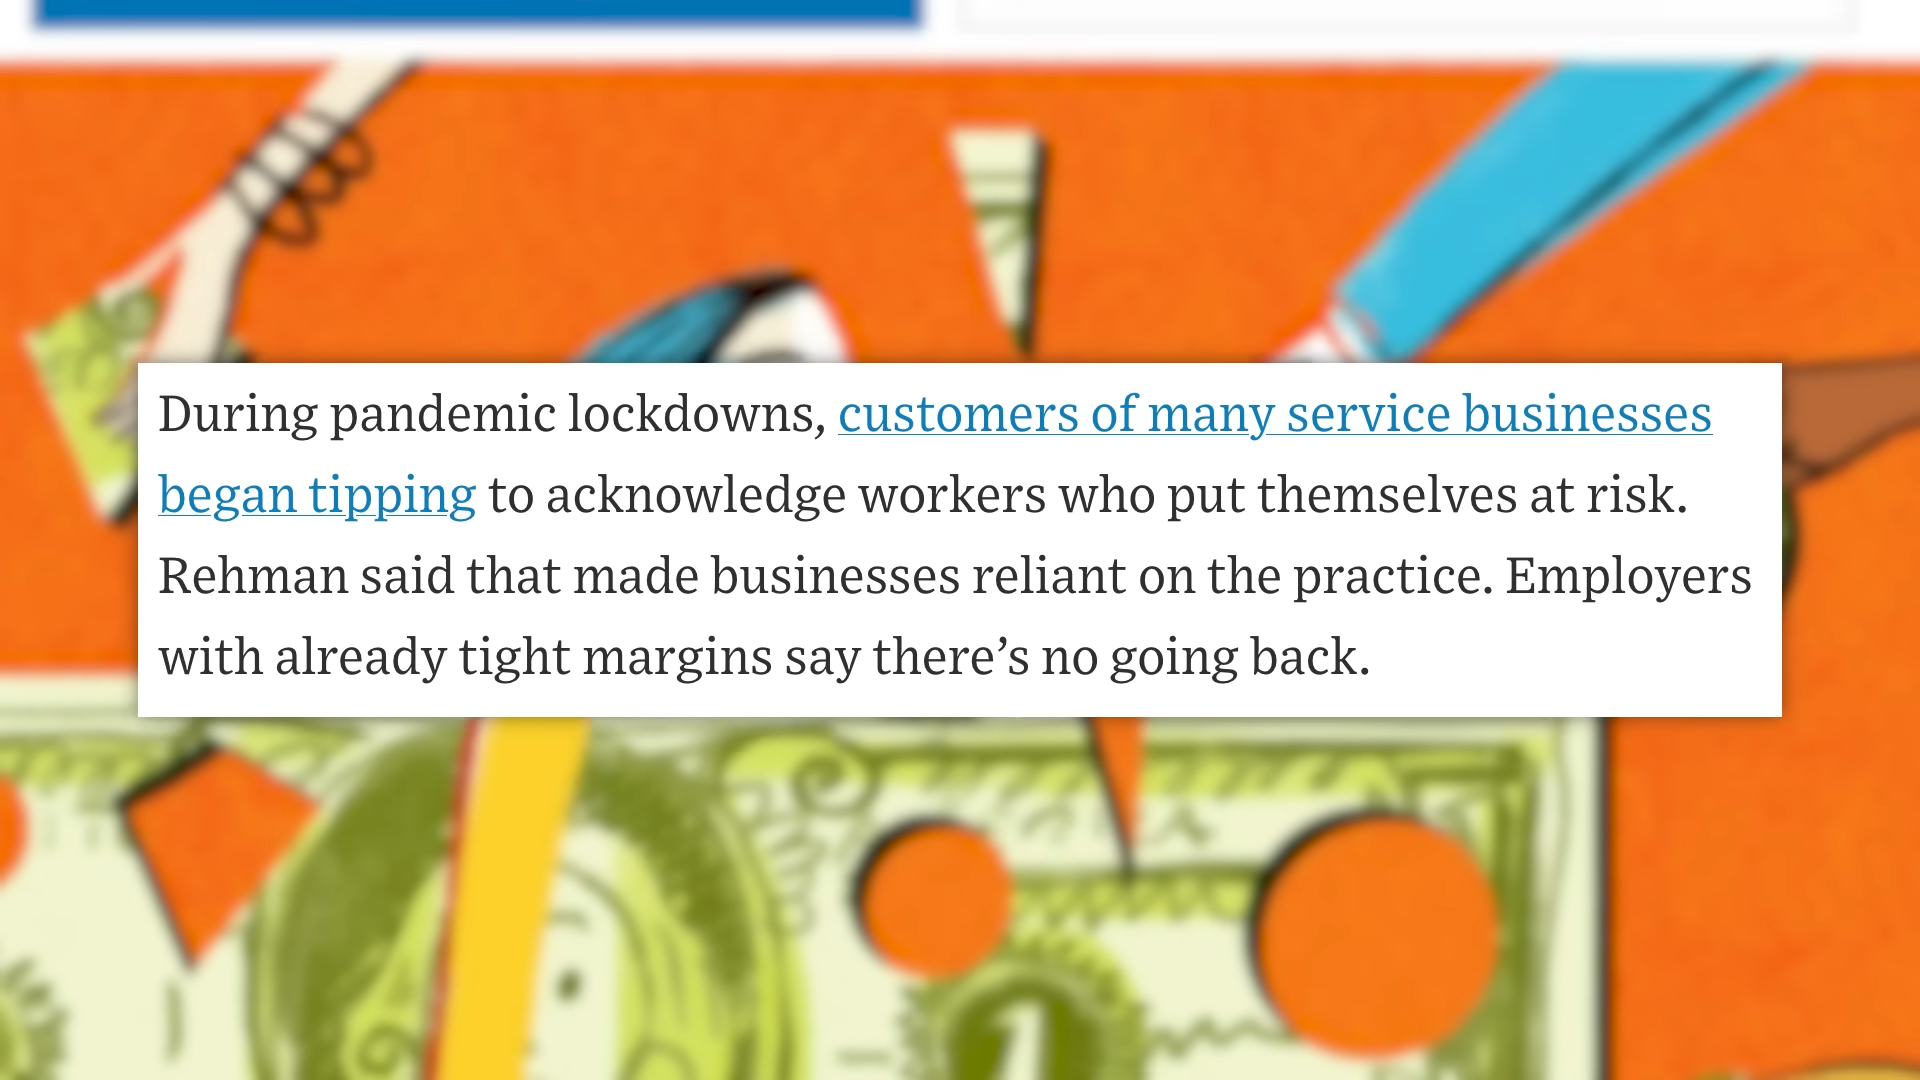 During pandemic lockdowns, customers of many service businesses
began tipping to acknowledge workers who put themselves at risk.
Rehman said that made businesses reliant on the practice. Employers
with already tight margins say there’s no going back.
1